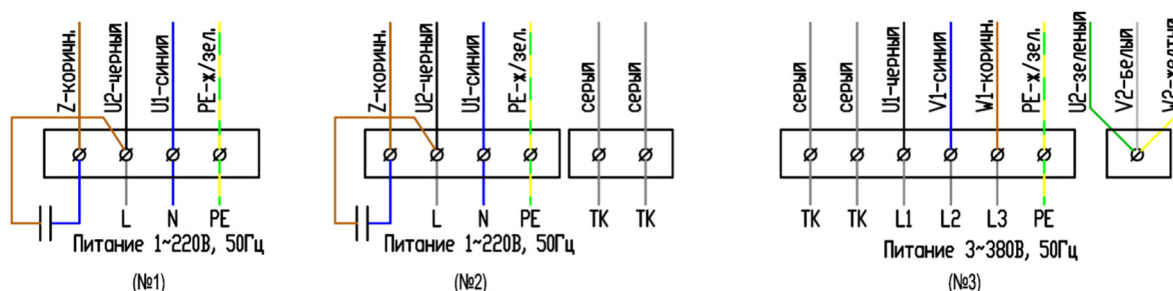 Z-коричн.
U2-черный
U1-синий
PE-ж/зел.
L N PE
Питание 1~220В, 50Гц
(№1)
Z-коричн.
U2-черный
U1-синий
PE-ж/зел.
серый
серый
L N PE TK TK
Питание 1~220В, 50Гц
(№2)
серый
серый
U1-черный
V1-синий
W1-коричн.
PE-ж/зел.
U2-зеленый
V2-белый
W2-желтый
TK TK L1 L2 L3 PE
Питание 3~380В, 50Гц
(№3)